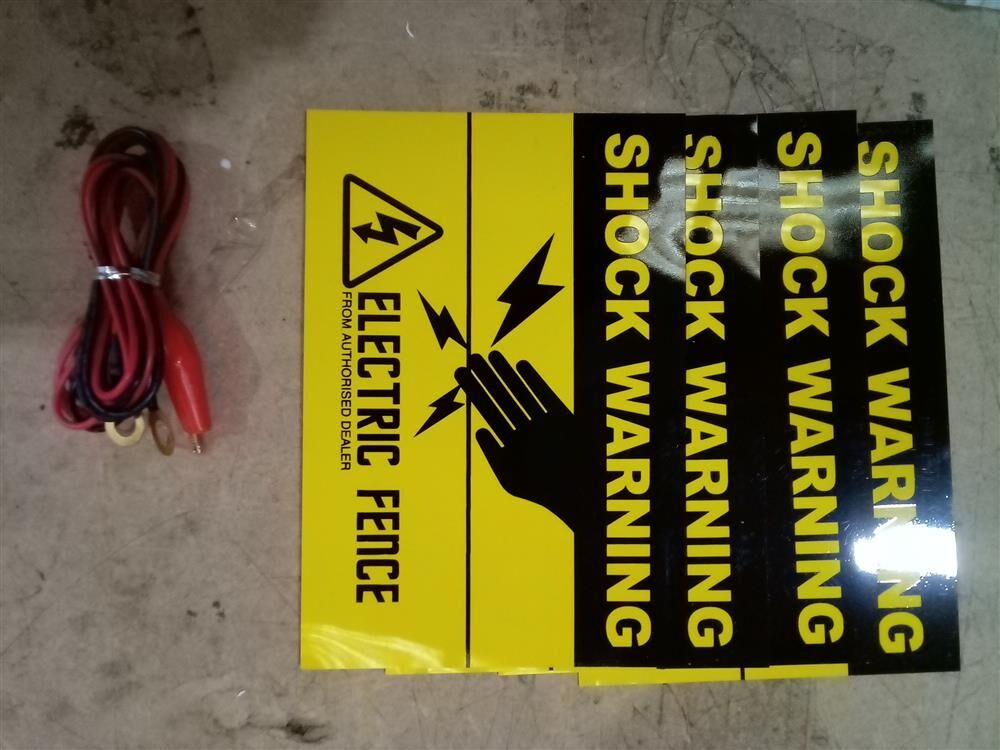 SHOCK WARNING
SHOCK WARNING
SHOCK WARNING
SHOCK WARNING
ELECTRIC FENCE
FROM AUTHORISED DEALER